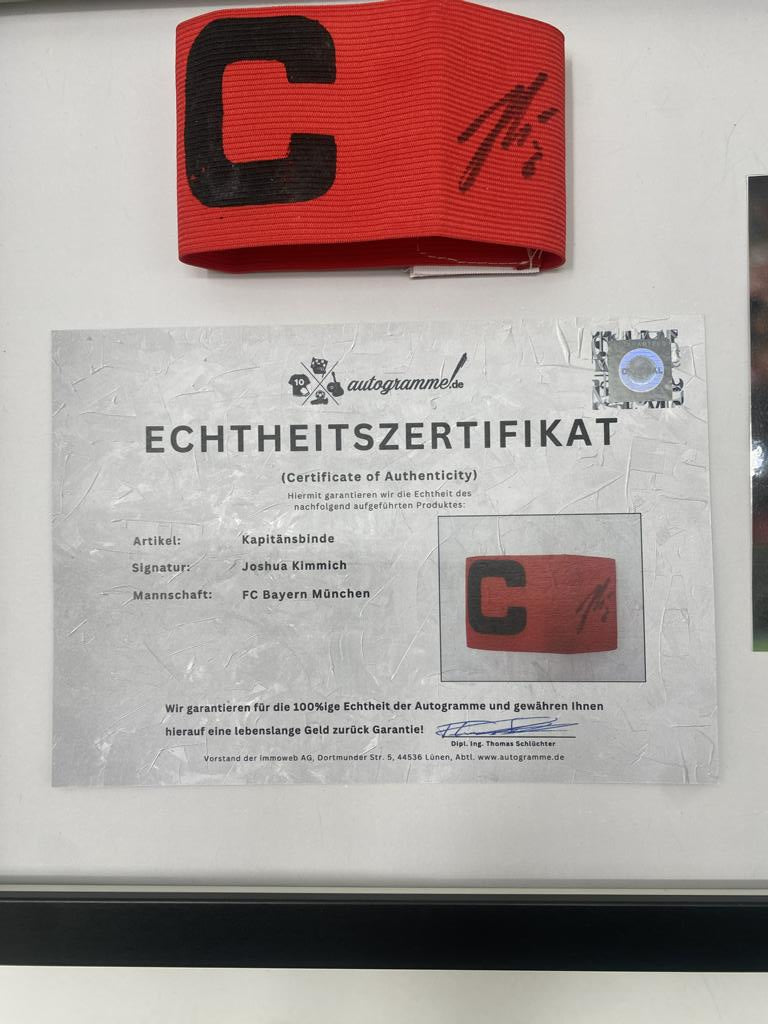 C
10
autogramme.de
ORIGINAL
ECHTHEITSZERTIFIKAT
(Certificate of Authenticity)
Hiermit garantieren wir die Echtheit des
nachfolgend aufgeführten Produktes:
Artikel: Kapitänsbinde
Signatur: Joshua Kimmich
Mannschaft: FC Bayern München
C
Wir garantieren für die 100%ige Echtheit der Autogramme und gewähren Ihnen
hierauf eine lebenslange Geld zurück Garantie!
Dipl. Ing. Thomas Schlüchter
Vorstand der immoweb AG, Dortmunder Str. 5, 44536 Lünen, Abtl. www.autogramme.de